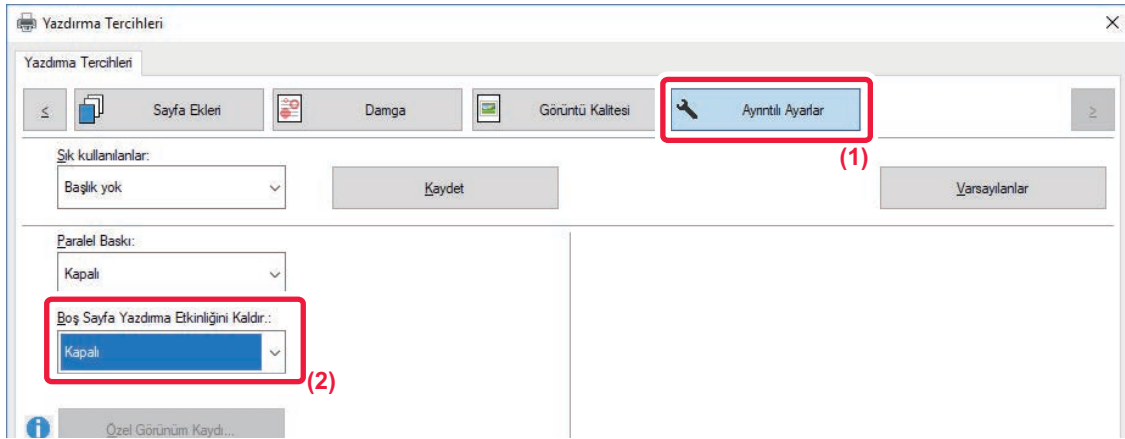 Yazdırma Tercihleri
Yazdırma Tercihleri
< Sayfa Ekleri Damga Görüntü Kalitesi Ayrıntılı Ayarlar >
(1)
Sık kullanılanlar:
Başlık yok Kaydet Varsayılanlar
Paralel Baskı:
Kapalı
Boş Sayfa Yazdırma Etkinliğini Kaldır.:
Kapalı
(2)
Özel Görünüm Kaydı...